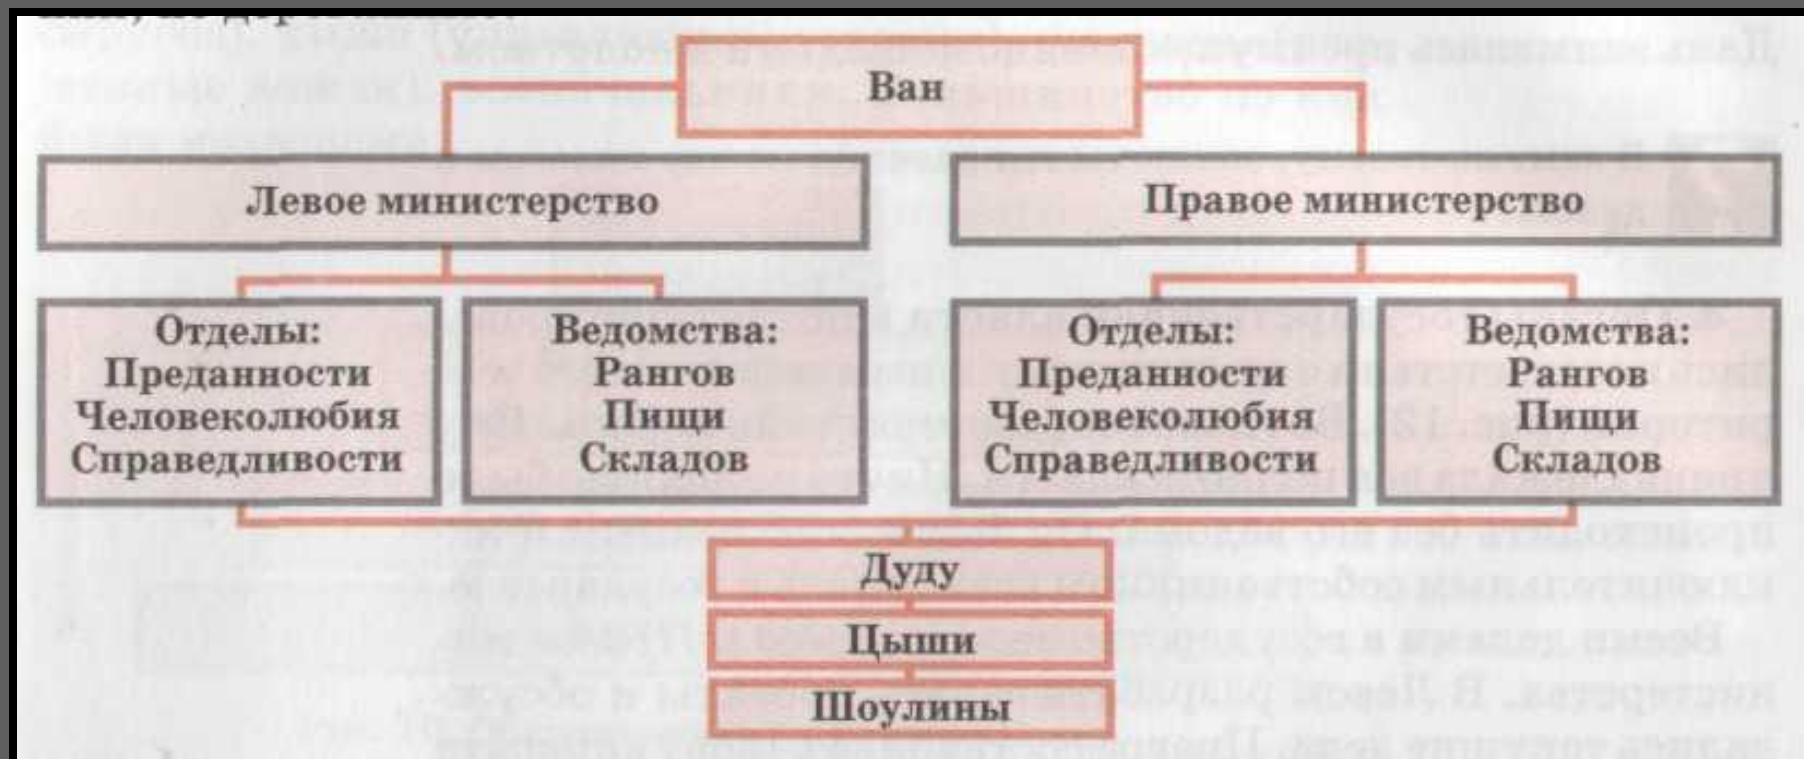 Ван
Левое министерство
Правое министерство
Отделы:
Преданности
Человеколюбия
Справедливости
Ведомства:
Рангов
Пищи
Складов
Отделы:
Преданности
Человеколюбия
Справедливости
Ведомства:
Рангов
Пищи
Складов
Дуду
Цыши
Шоулины